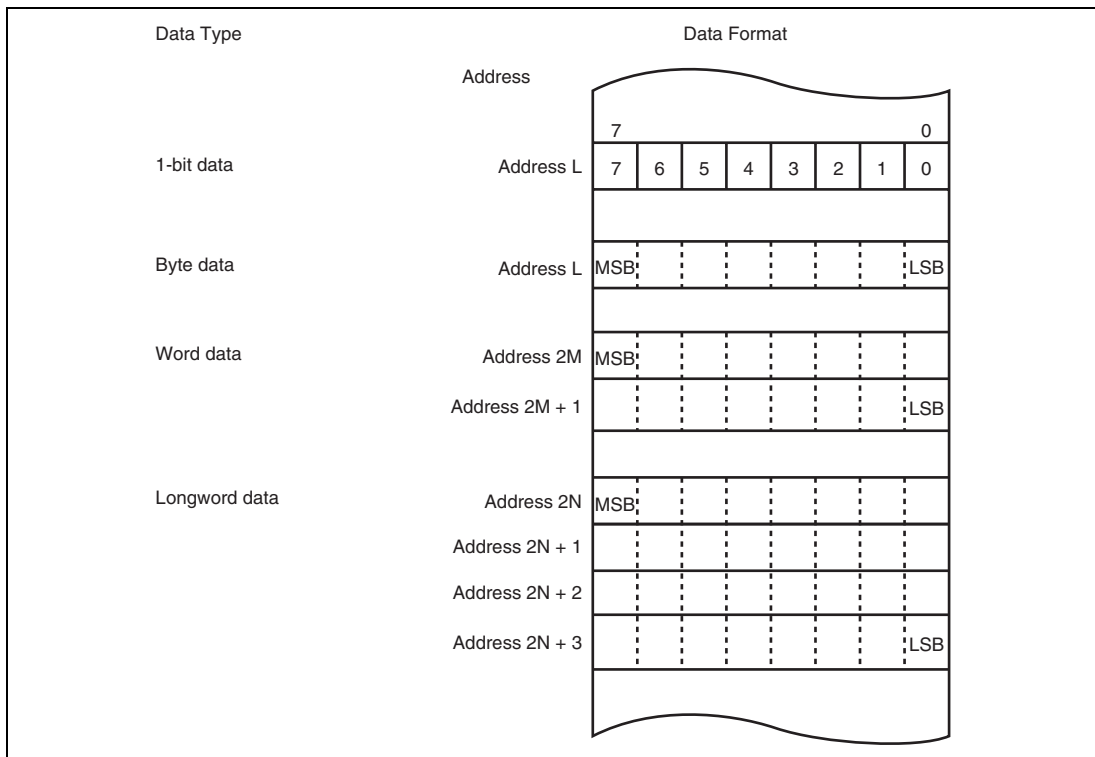 Data Type Data Format
Address
7 0
1-bit data Address L 7 6 5 4 3 2 1 0
Byte data Address L MSB LSB
Word data Address 2M MSB
Address 2M + 1 LSB
Longword data Address 2N MSB
Address 2N + 1
Address 2N + 2
Address 2N + 3 LSB